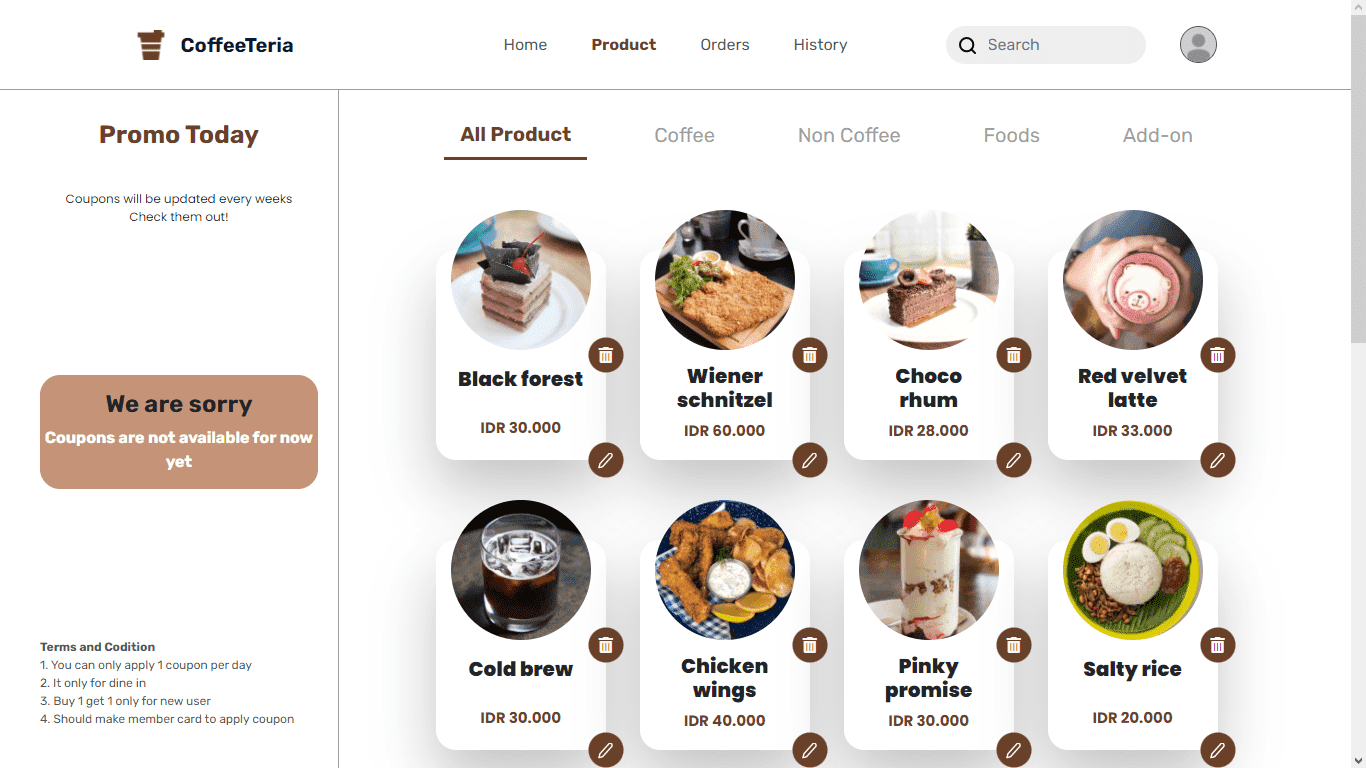 CoffeeTeria
Home
Product
Orders
History
Search
Promo Today
Coupons will be updated every weeks
Check them out!
We are sorry
Coupons are not available for now
yet
Terms and Codition
1. You can only apply 1 coupon per day
2. It only for dine in
3. Buy 1 get 1 only for new user
4. Should make member card to apply coupon
All Product
Coffee
Non Coffee
Foods
Add-on
Black forest
IDR 30.000
Wiener
schnitzel
IDR 60.000
Choco
rhum
IDR 28.000
Red velvet
latte
IDR 33.000
Cold brew
IDR 30.000
Chicken
wings
IDR 40.000
Pinky
promise
IDR 30.000
Salty rice
IDR 20.000